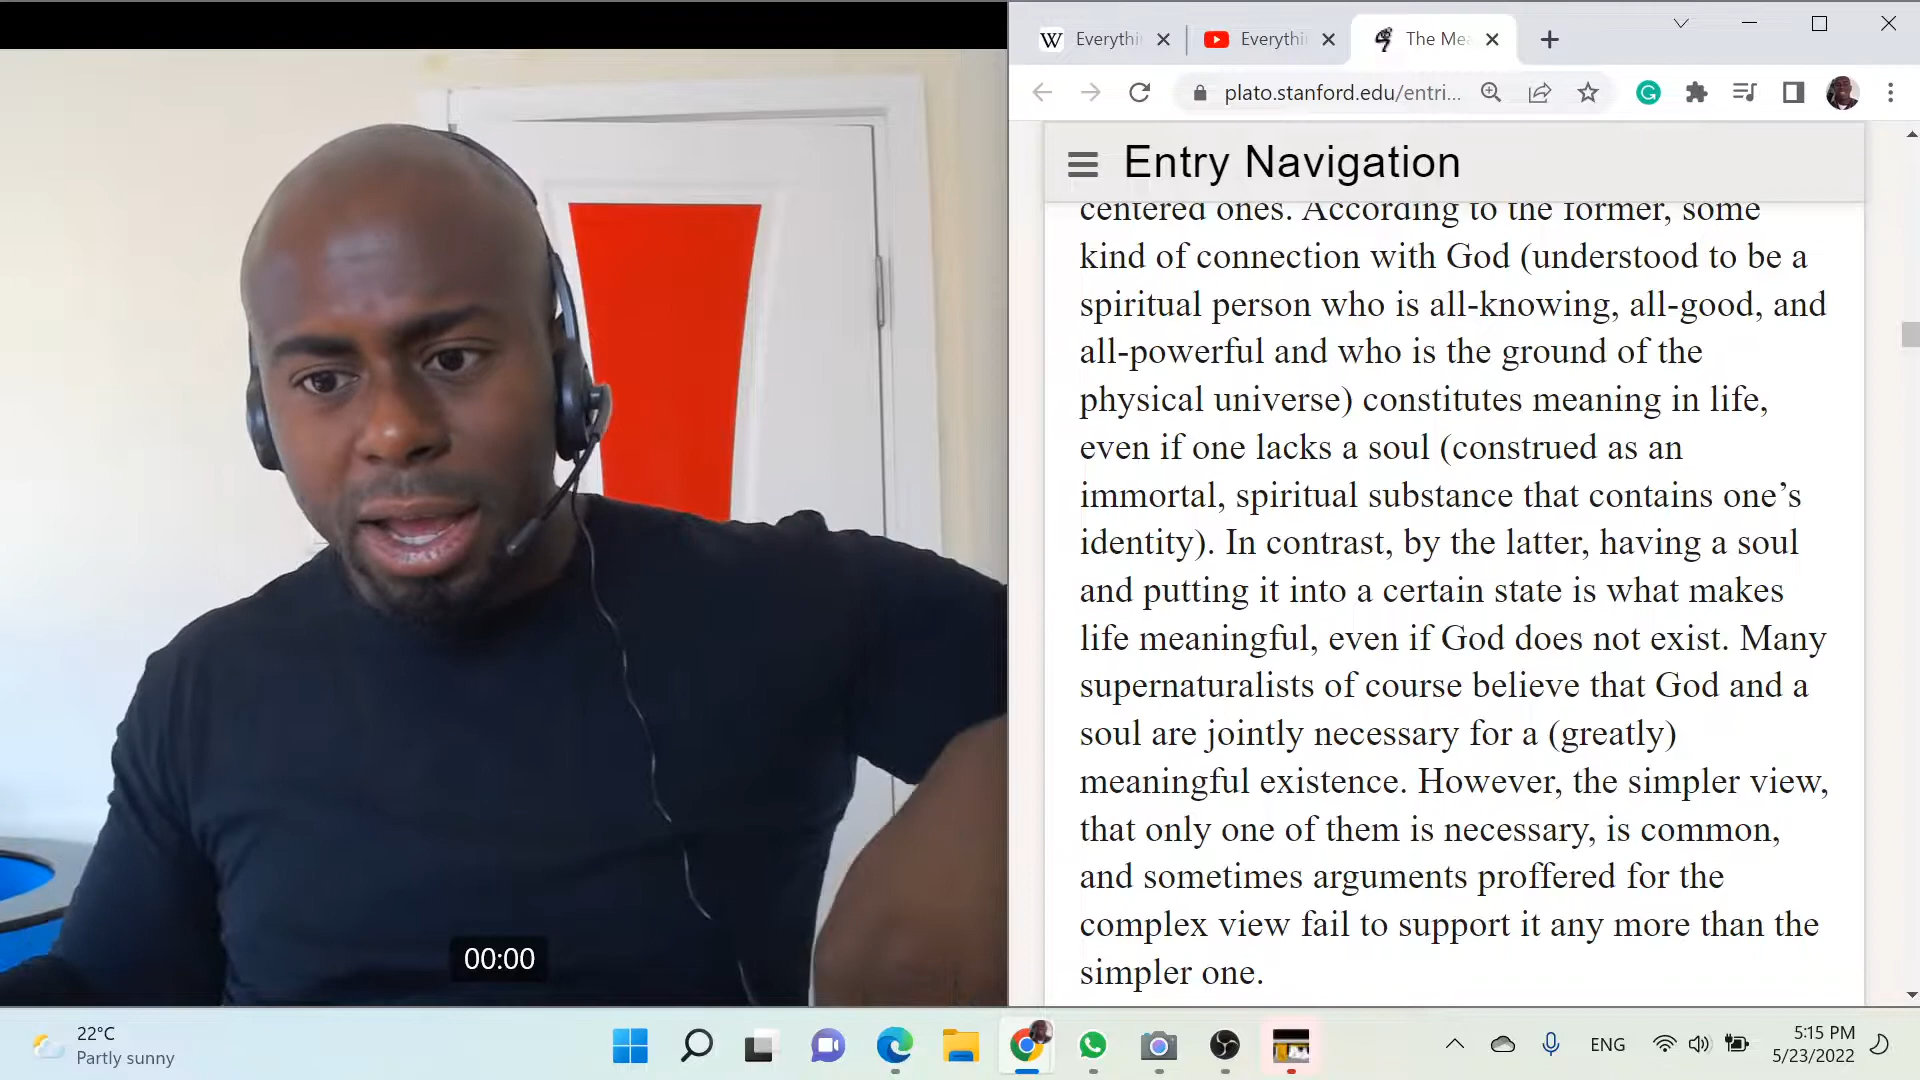 Everythi
Everythi
The Mea
plato.stanford.edu/entri...
Entry Navigation
centered ones. According to the former, some
kind of connection with God (understood to be a
spiritual person who is all-knowing, all-good, and
all-powerful and who is the ground of the
physical universe) constitutes meaning in life,
even if one lacks a soul (construed as an
immortal, spiritual substance that contains one’s
identity). In contrast, by the latter, having a soul
and putting it into a certain state is what makes
life meaningful, even if God does not exist. Many
supernaturalists of course believe that God and a
soul are jointly necessary for a (greatly)
meaningful existence. However, the simpler view,
that only one of them is necessary, is common,
and sometimes arguments proffered for the
complex view fail to support it any more than the
simpler one.
00:00
22°C
Partly sunny
ENG
5:15 PM
5/23/2022